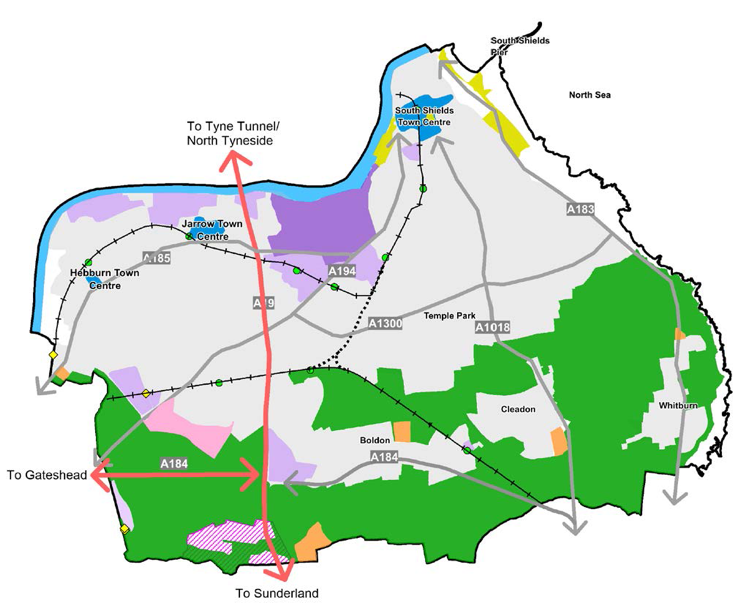 South Shields
Pier
North Sea
South Shields
Town Centre
To Tyne Tunnel/
North Tyneside
A183
Jarrow Town
Centre
A185
A194
Hebburn Town
Centre
A19
A1300
Temple Park
A1018
Cleadon
Whitburn
Boldon
A184
A184
To Gateshead
To Sunderland